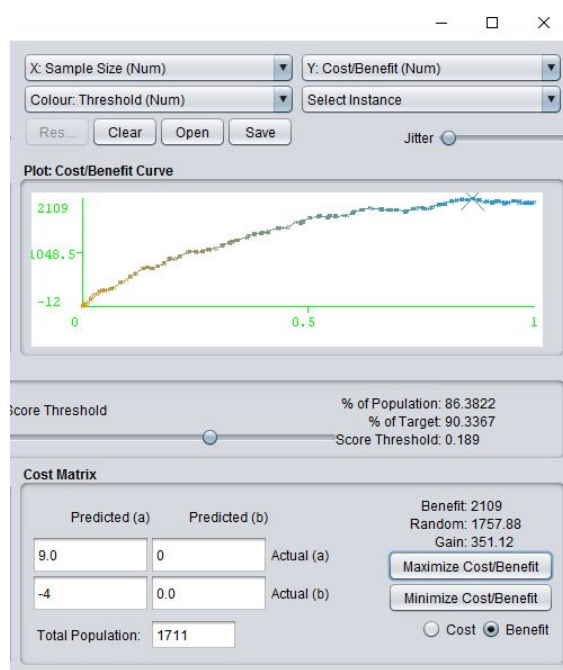 X: Sample Size (Num) Y: Cost/Benefit (Num)
Colour: Threshold (Num) Select Instance
Res... Clear Open Save Jitter
Plot: Cost/Benefit Curve
2109
1048.5
-12
0 0.5 1
Score Threshold
% of Population: 86.3822
% of Target: 90.3367
Score Threshold: 0.189
Cost Matrix
Predicted (a) Predicted (b)
9.0 0 Actual (a)
-4 0.0 Actual (b)
Total Population: 1711
Benefit: 2109
Random: 1757.88
Gain: 351.12
Maximize Cost/Benefit
Minimize Cost/Benefit
Cost Benefit